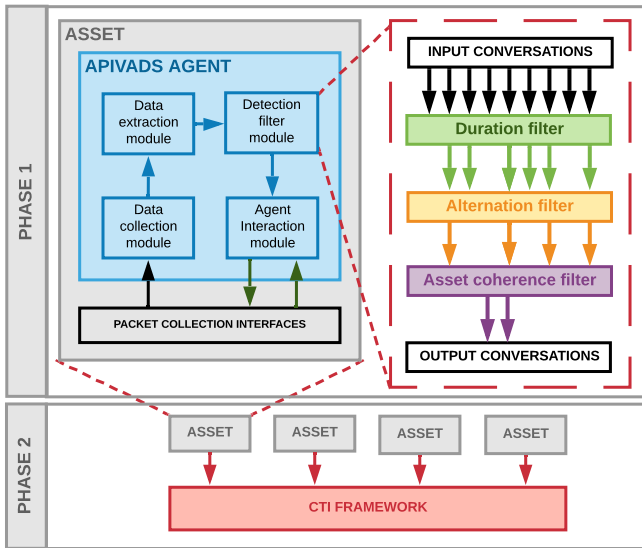 PHASE 1
ASSET
APIVADS AGENT
Data
extraction
module
Detection
filter
module
Data
collection
module
Agent
Interaction
module
PACKET COLLECTION INTERFACES
INPUT CONVERSATIONS
Duration filter
Alternation filter
Asset coherence filter
OUTPUT CONVERSATIONS
PHASE 2
ASSET
ASSET
ASSET
ASSET
CTI FRAMEWORK